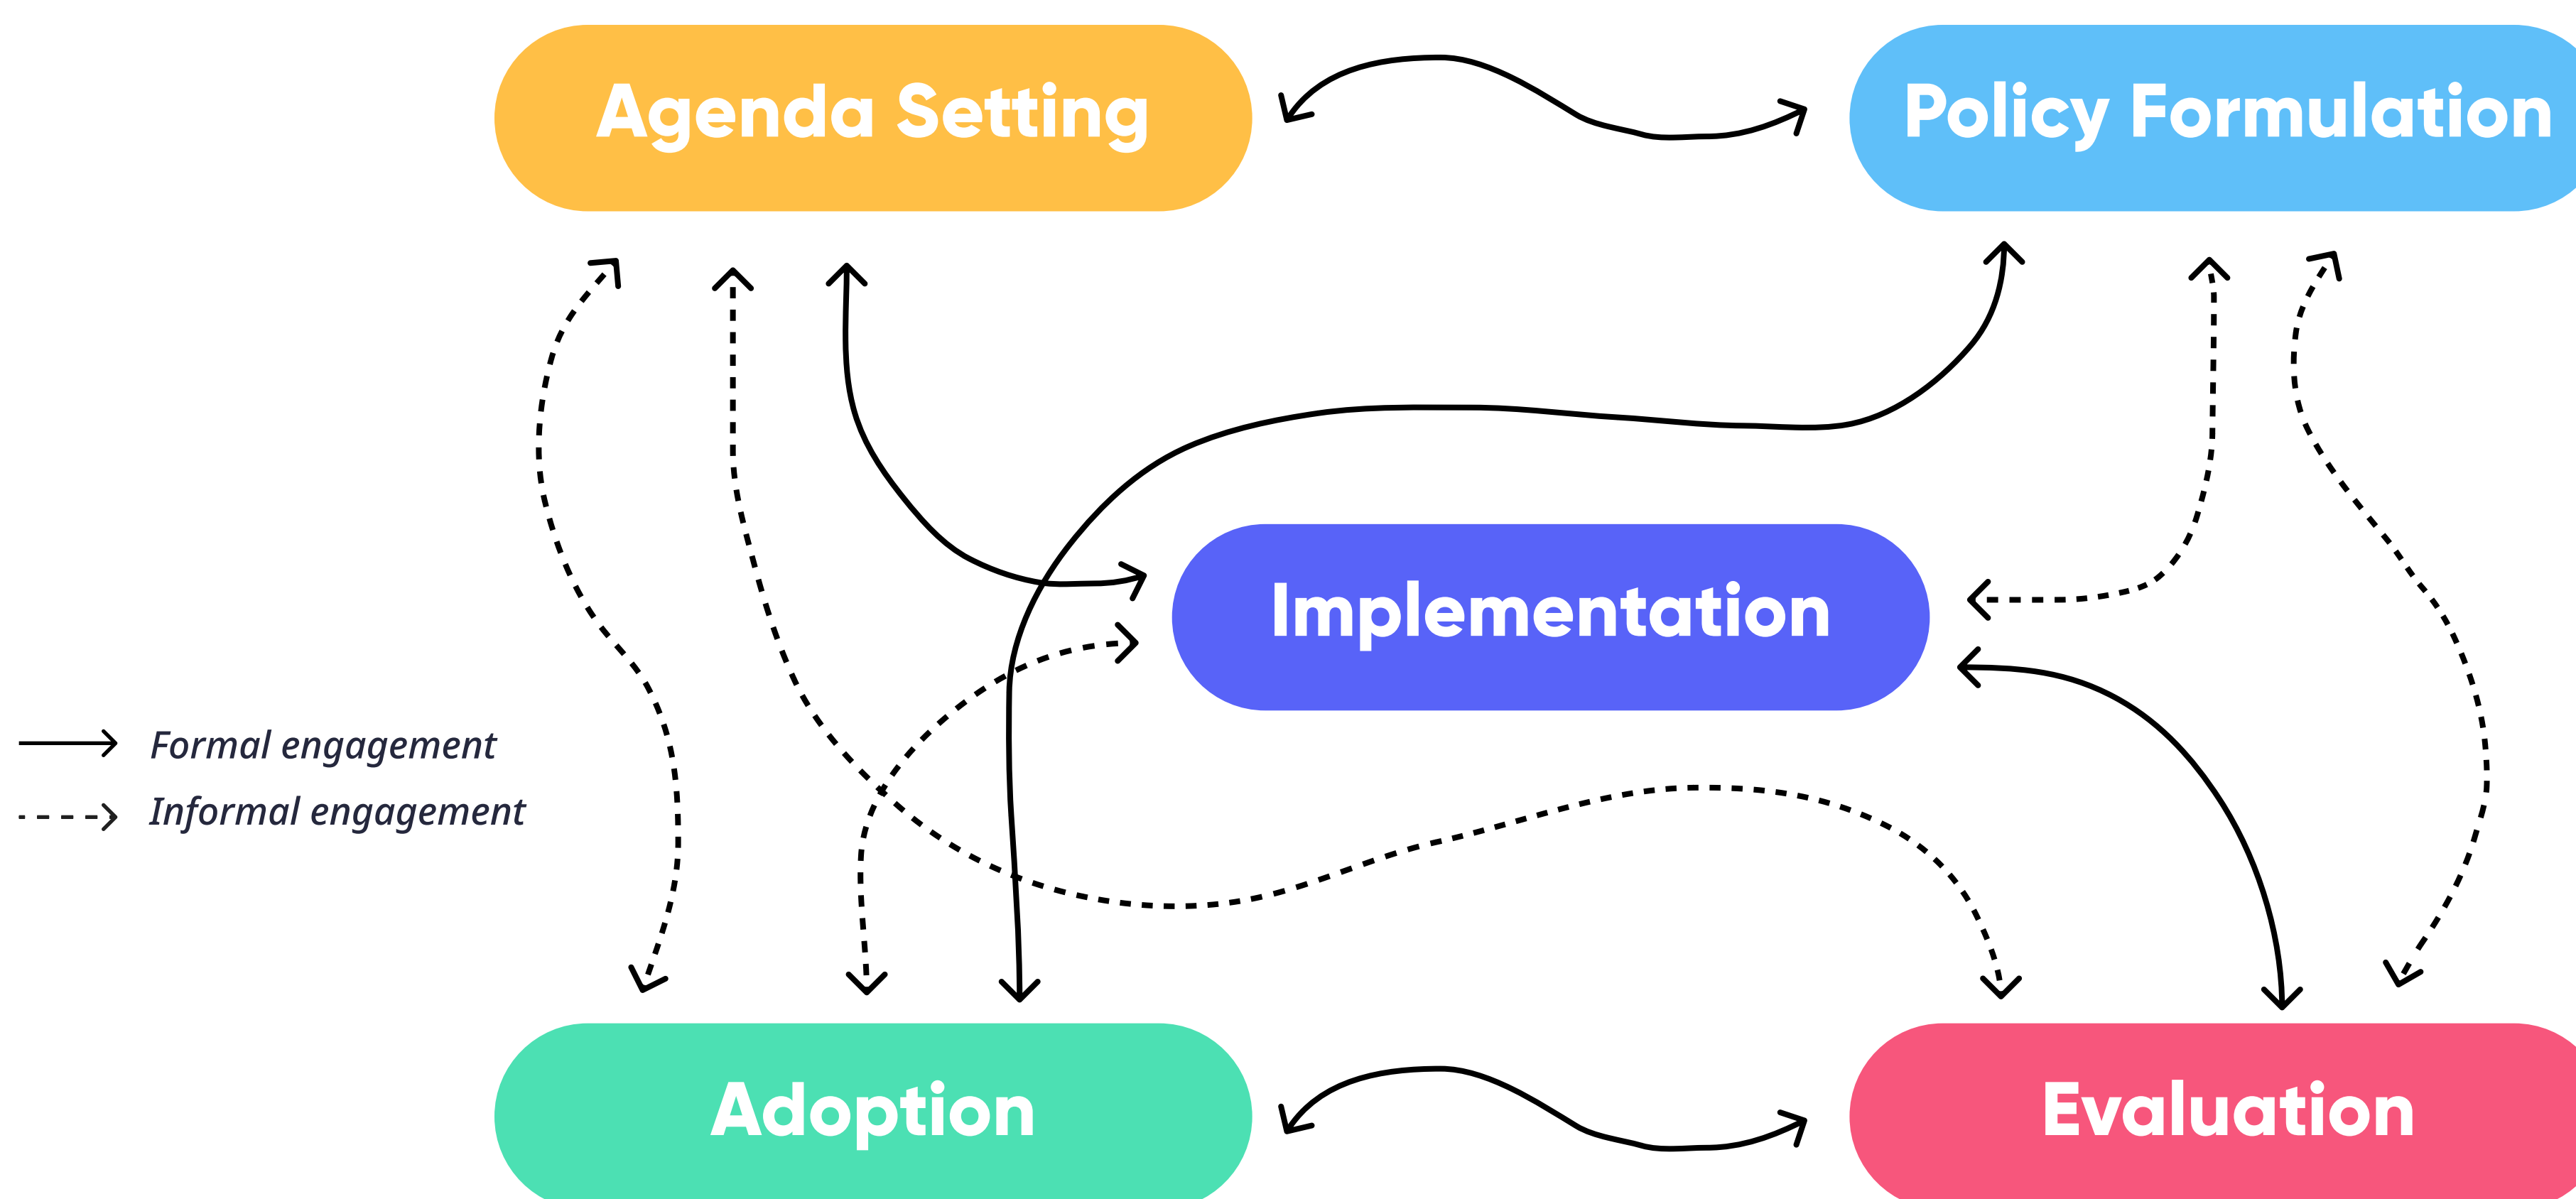 Agenda Setting
Policy Formulation
Implementation
Formal engagement
Informal engagement
Adoption
Evaluation